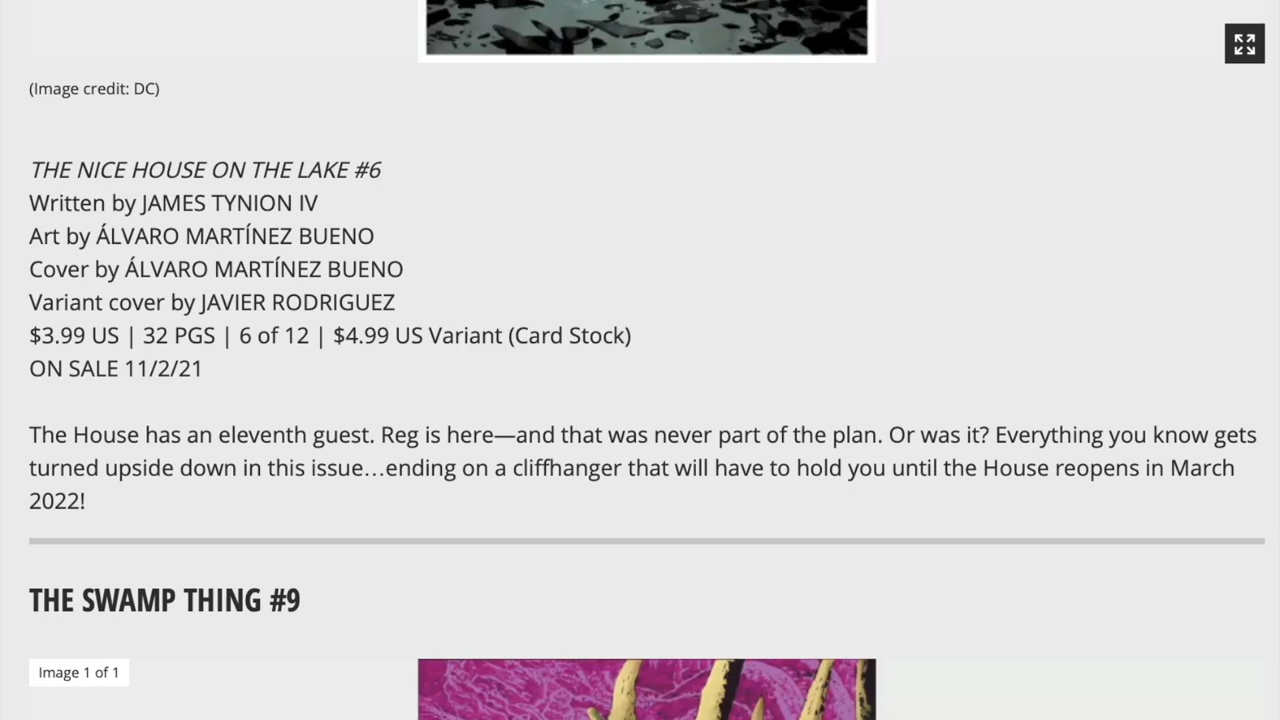 (Image credit: DC)
THE NICE HOUSE ON THE LAKE #6
Written by JAMES TYNION IV
Art by ÁLVARO MARTÍNEZ BUENO
Cover by ÁLVARO MARTÍNEZ BUENO
Variant cover by JAVIER RODRIGUEZ
$3.99 US | 32 PGS | 6 of 12 | $4.99 US Variant (Card Stock)
ON SALE 11/2/21
The House has an eleventh guest. Reg is here—and that was never part of the plan. Or was it? Everything you know gets
turned upside down in this issue…ending on a cliffhanger that will have to hold you until the House reopens in March
2022!
THE SWAMP THING #9
Image 1 of 1